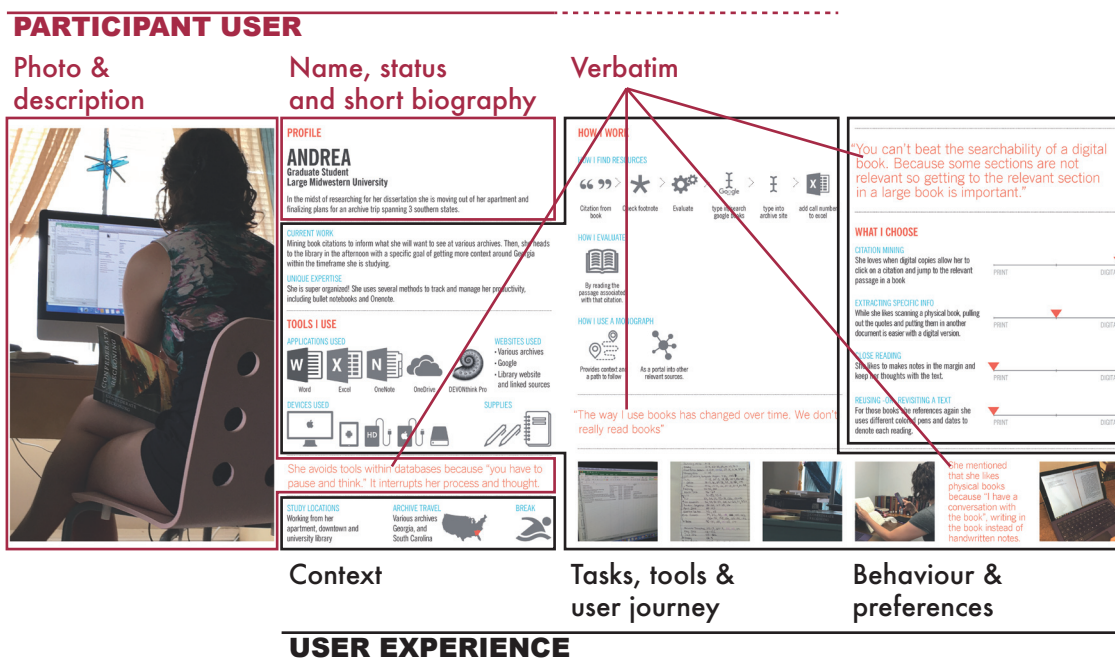 PARTICIPANT USER
Photo &
description
Name, status
and short biography
Verbatim
PROFILE
ANDREA
Graduate Student
Large Midwestern University
In the midst of researching for her dissertation she is moving out of her apartment and
finalizing plans for an archive trip spanning 3 southern states.
CURRENT WORK
Mining book citations to inform what she will want to see at various archives. Then, she heads
to the library in the afternoon with a specific goal of getting more context around Georgia
within the timeframe she is studying.
UNIQUE EXPERTISE
She is super organized! She uses several methods to track and manage her productivity,
including bullet notebooks and Onenote.
TOOLS I USE
APPLICATIONS USED
W
X
N
Word
Excel
OneNote
OneDrive
DEVONthink Pro
WEBSITES USED
• Various archives
• Google
• Library website
and linked sources
DEVICES USED
HD
SUPPLIES
She avoids tools within databases because "you have to
pause and think." It interrupts her process and thought.
STUDY LOCATIONS
Working from her
apartment, downtown and
university library
ARCHIVE TRAVEL
Various archives
Georgia, and
South Carolina
BREAK
HOW I WORK
HOW I FIND RESOURCES
Google
X
Citation from
book
Check footnote
Evaluate
type in search
google books
type into
archive site
add call number
to excel
HOW I EVALUATE
By reading the
passage associated
with that citation.
HOW I USE A MONOGRAPH
Provides context and
a path to follow
As a portal into other
relevant sources.
"The way I use books has changed over time. We don't
really read books"
"You can't beat the searchability of a digital
book. Because some sections are not
relevant so getting to the relevant section
in a large book is important."
WHAT I CHOOSE
CITATION MINING
She loves when digital copies allow her to
click on a citation and jump to the relevant
passage in a book
PRINT
DIGITA
EXTRACTING SPECIFIC INFO
While she likes scanning a physical book, pulling
out the quotes and putting them in another
document is easier with a digital version.
PRINT
DIGITA
CLOSE READING
She likes to makes notes in the margin and
keep her thoughts with the text.
PRINT
DIGITA
REUSING -OR- REVISITING A TEXT
For those books she references again she
uses different colored pens and dates to
denote each reading.
PRINT
DIGITA
She mentioned
that she likes
physical books
because "I have a
conversation with
the book", writing in
the book instead of
handwritten notes.
CONFEDERATE
RECKONING
Context
Tasks, tools &
user journey
Behaviour &
preferences
USER EXPERIENCE